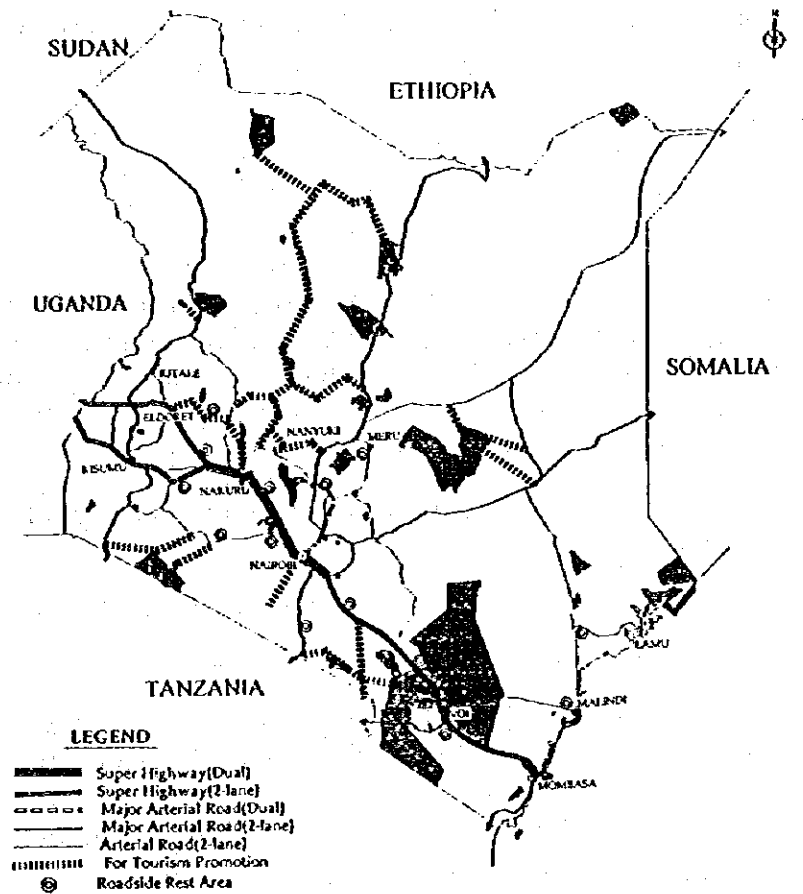 N
SUDAN
ETHIOPIA
UGANDA
SOMALIA
KITALE
ELDORET
NANYUKI
MERU
KISUMU
NAKURU
NAIROBI
LAMU
TANZANIA
MALINDI
VOI
MOMBASA
LEGEND
Super Highway(Dual)
Super Highway(2-lane)
Major Arterial Road(Dual)
Major Arterial Road(2-lane)
Arterial Road(2-lane)
For Tourism Promotion
Roadside Rest Area